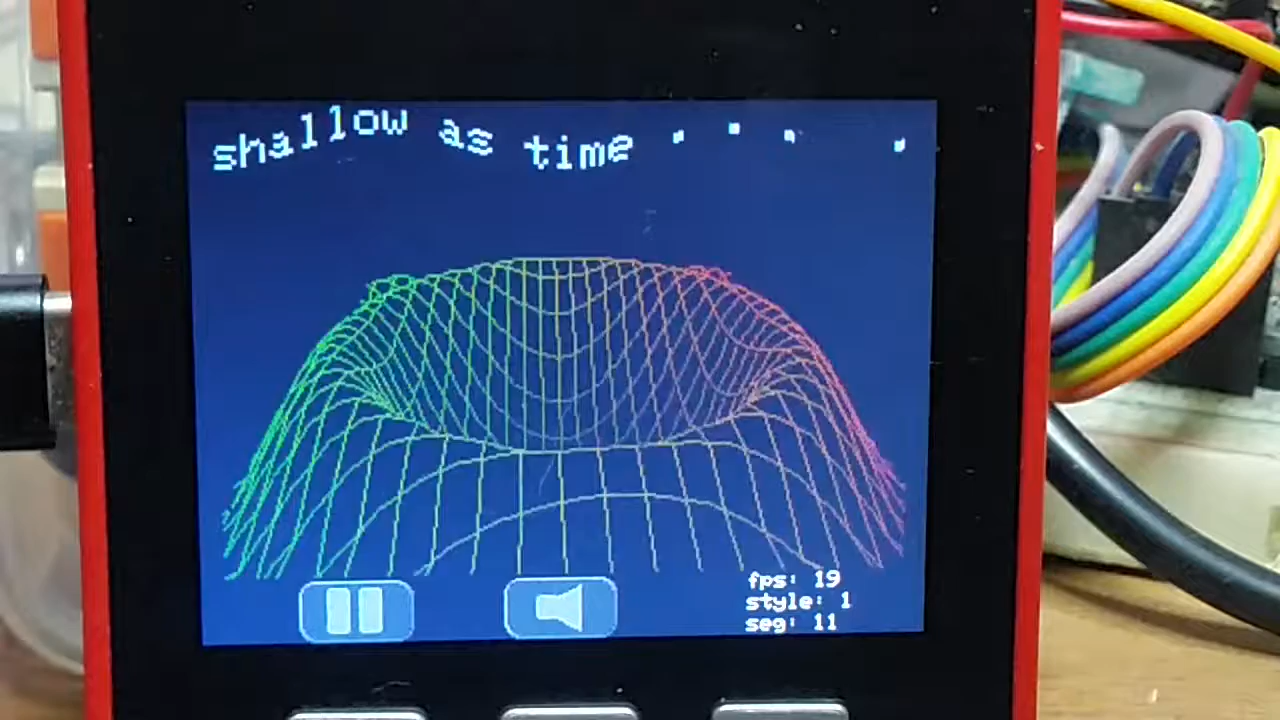 shallow as time . . . .
fps: 19
style: 1
seg: 11